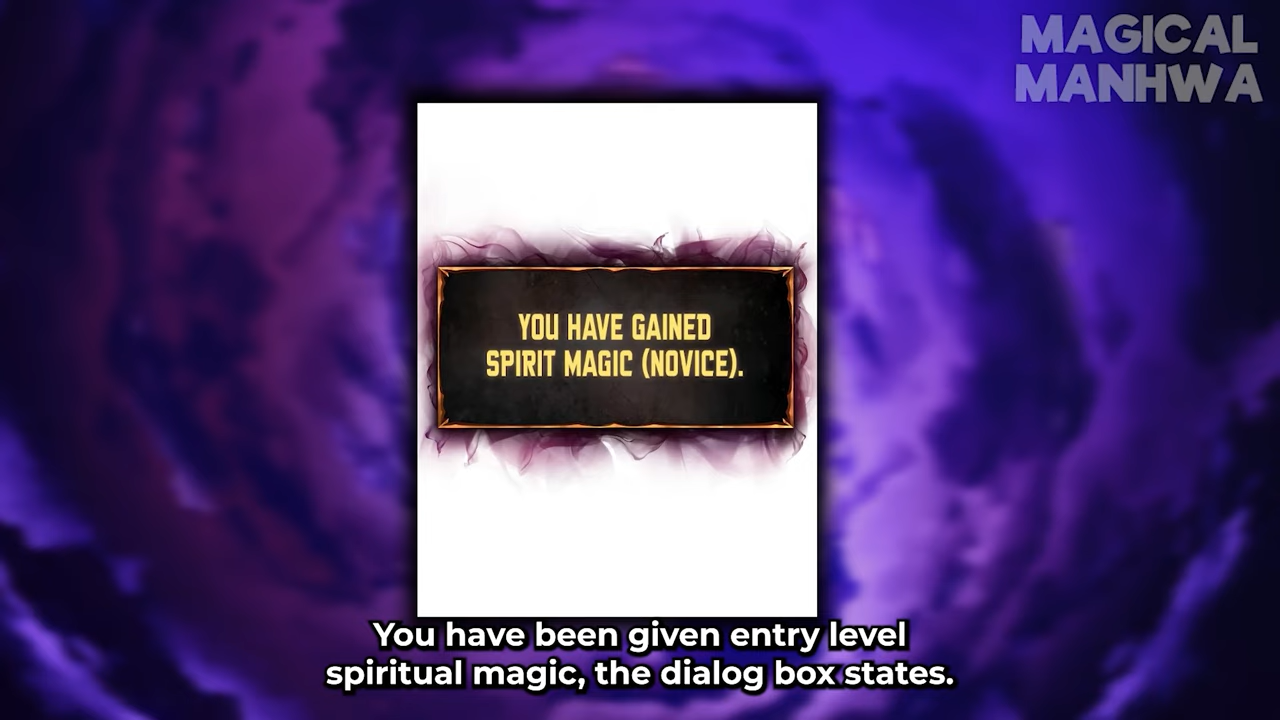 MAGICAL
MANHWA
YOU HAVE GAINED
SPIRIT MAGIC (NOVICE).
You have been given entry level
spiritual magic, the dialog box states.